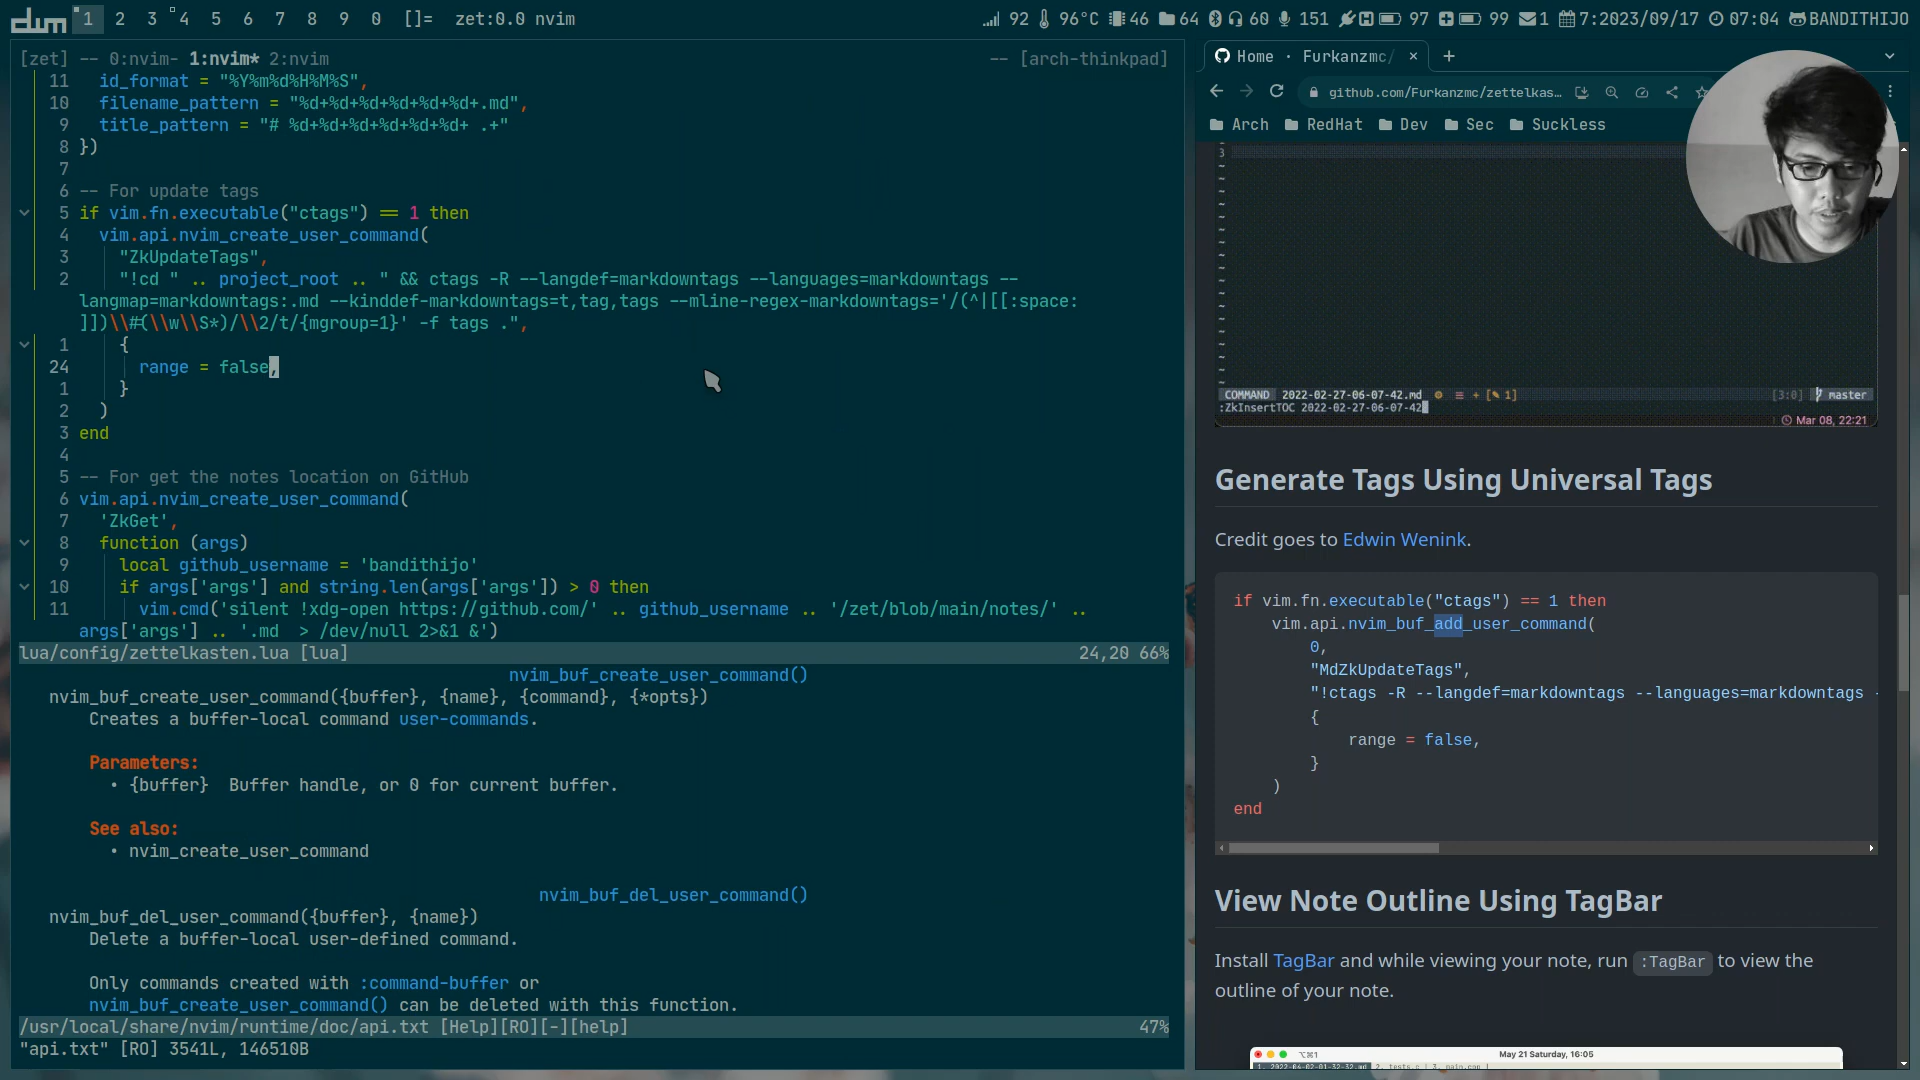 dwm 1 2 3 4 5 6 7 8 9 0 []= zet:0.0 nvim 92 96°C 46 64 60 151 97 99 1 7:2023/09/17 07:04 BANDITHIJO
[zet] -- 0:nvim- 1:nvim* 2:nvim -- [arch-thinkpad]
11 id_format = "%Y%m%d%H%M%S",
10 filename_pattern = "%d+%d+%d+%d+%d+%d+.md",
9 title_pattern = "# %d+%d+%d+%d+%d+%d+ .+"
8 })
7
6 -- For update tags
5 if vim.fn.executable("ctags") == 1 then
4 vim.api.nvim_create_user_command(
3 "ZkUpdateTags",
2 "!cd " .. project_root .. " && ctags -R --langdef=markdowntags --languages=markdowntags --
langmap=markdowntags:.md --kinddef-markdowntags=t,tag,tags --mline-regex-markdowntags='/(^|[[:space:
]])\\#(\\w\\S*)/\\2/t/{mgroup=1}' -f tags .",
1 {
24 range = false,
1 }
2 )
3 end
4
5 -- For get the notes location on GitHub
6 vim.api.nvim_create_user_command(
7 'ZkGet',
8 function (args)
9 local github_username = 'bandithijo'
10 if args['args'] and string.len(args['args']) > 0 then
11 vim.cmd('silent !xdg-open https://github.com/' .. github_username .. '/zet/blob/main/notes/' ..
args['args'] .. '.md  > /dev/null 2>&1 &')
lua/config/zettelkasten.lua [lua] 24,20 66%
nvim_buf_create_user_command()
nvim_buf_create_user_command({buffer}, {name}, {command}, {*opts})
Creates a buffer-local command user-commands.
Parameters:
• {buffer}  Buffer handle, or 0 for current buffer.
See also:
• nvim_create_user_command
nvim_buf_del_user_command()
nvim_buf_del_user_command({buffer}, {name})
Delete a buffer-local user-defined command.
Only commands created with :command-buffer or
nvim_buf_create_user_command() can be deleted with this function.
/usr/local/share/nvim/runtime/doc/api.txt [Help][RO][-][help] 47%
"api.txt" [RO] 3541L, 146510B
Home · Furkanzmc/ × +
github.com/Furkanzmc/zettelkas…
Arch RedHat Dev Sec Suckless
3
COMMAND 2022-02-27-06-07-42.md + [✎ 1] [3:0] master
:ZkInsertTOC 2022-02-27-06-07-42
Mar 08, 22:21
Generate Tags Using Universal Tags
Credit goes to Edwin Wenink.
if vim.fn.executable("ctags") == 1 then
vim.api.nvim_buf_add_user_command(
0,
"MdZkUpdateTags",
"!ctags -R --langdef=markdowntags --languages=markdowntags -
{
range = false,
}
)
end
View Note Outline Using TagBar
Install TagBar and while viewing your note, run :TagBar to view the
outline of your note.
⌥⌘1 May 21 Saturday, 16:05